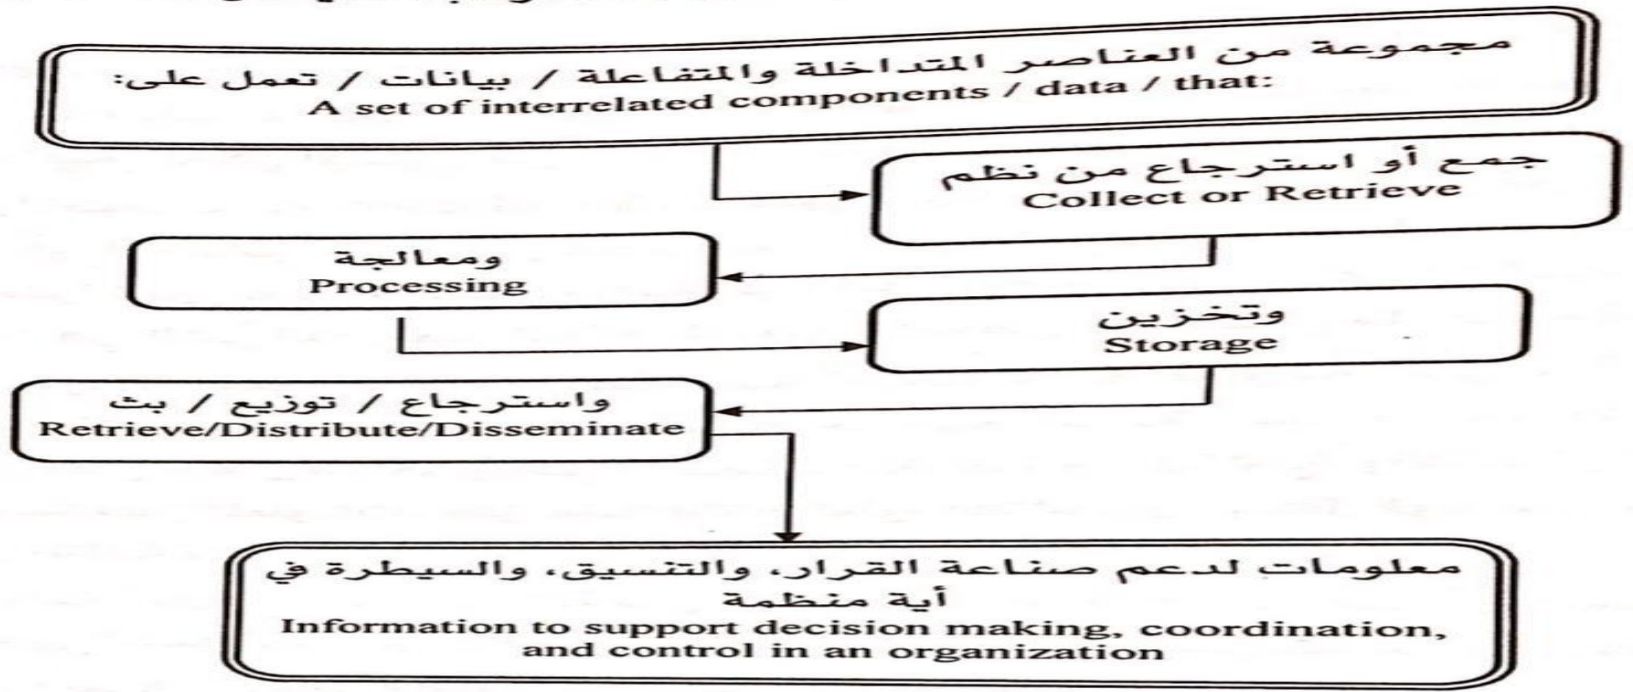 مجموعة من العناصر المتداخلة والمتفاعلة / بيانات / تعمل على:
A set of interrelated components / data / that:
جمع أو استرجاع من نظم
Collect or Retrieve
ومعالجة
Processing
وتخزين
Storage
واسترجاع / توزيع / بث
Retrieve/Distribute/Disseminate
معلومات لدعم صناعة القرار، والتنسيق، والسيطرة في
أية منظمة
Information to support decision making, coordination,
and control in an organization